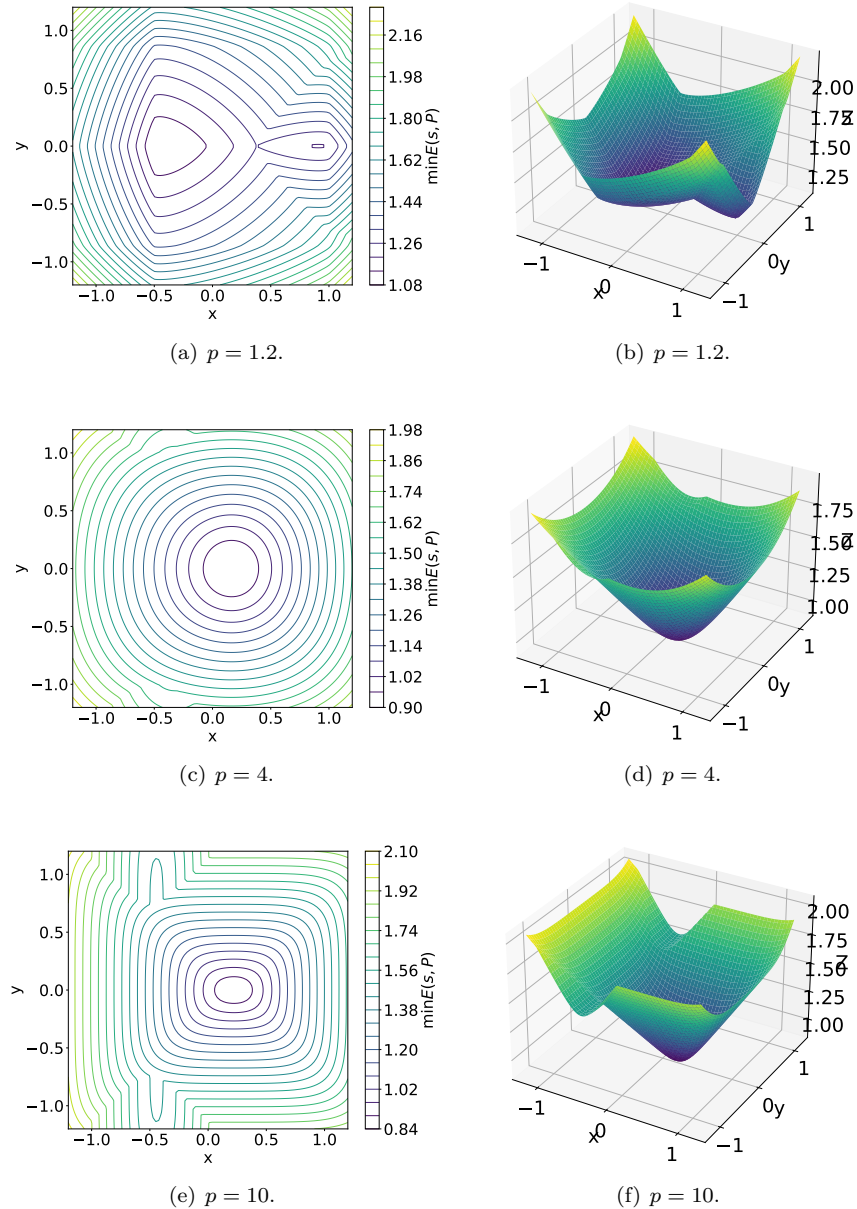 1.0
0.5
0.0
−0.5
−1.0
y
−1.0 −0.5 0.0 0.5 1.0
x
2.16
1.98
1.80
1.62
1.44
1.26
1.08
minE(s, P)
2.00
1.75
1.50
1.25
Z
1
0
−1
y
−1
0
1
x
(a) p = 1.2.
(b) p = 1.2.
1.0
0.5
0.0
−0.5
−1.0
y
−1.0 −0.5 0.0 0.5 1.0
x
1.98
1.86
1.74
1.62
1.50
1.38
1.26
1.14
1.02
0.90
minE(s, P)
1.75
1.50
1.25
1.00
Z
1
0
−1
y
−1
0
1
x
(c) p = 4.
(d) p = 4.
1.0
0.5
0.0
−0.5
−1.0
y
−1.0 −0.5 0.0 0.5 1.0
x
2.10
1.92
1.74
1.56
1.38
1.20
1.02
0.84
minE(s, P)
2.00
1.75
1.50
1.25
1.00
Z
1
0
−1
y
−1
0
1
x
(e) p = 10.
(f) p = 10.